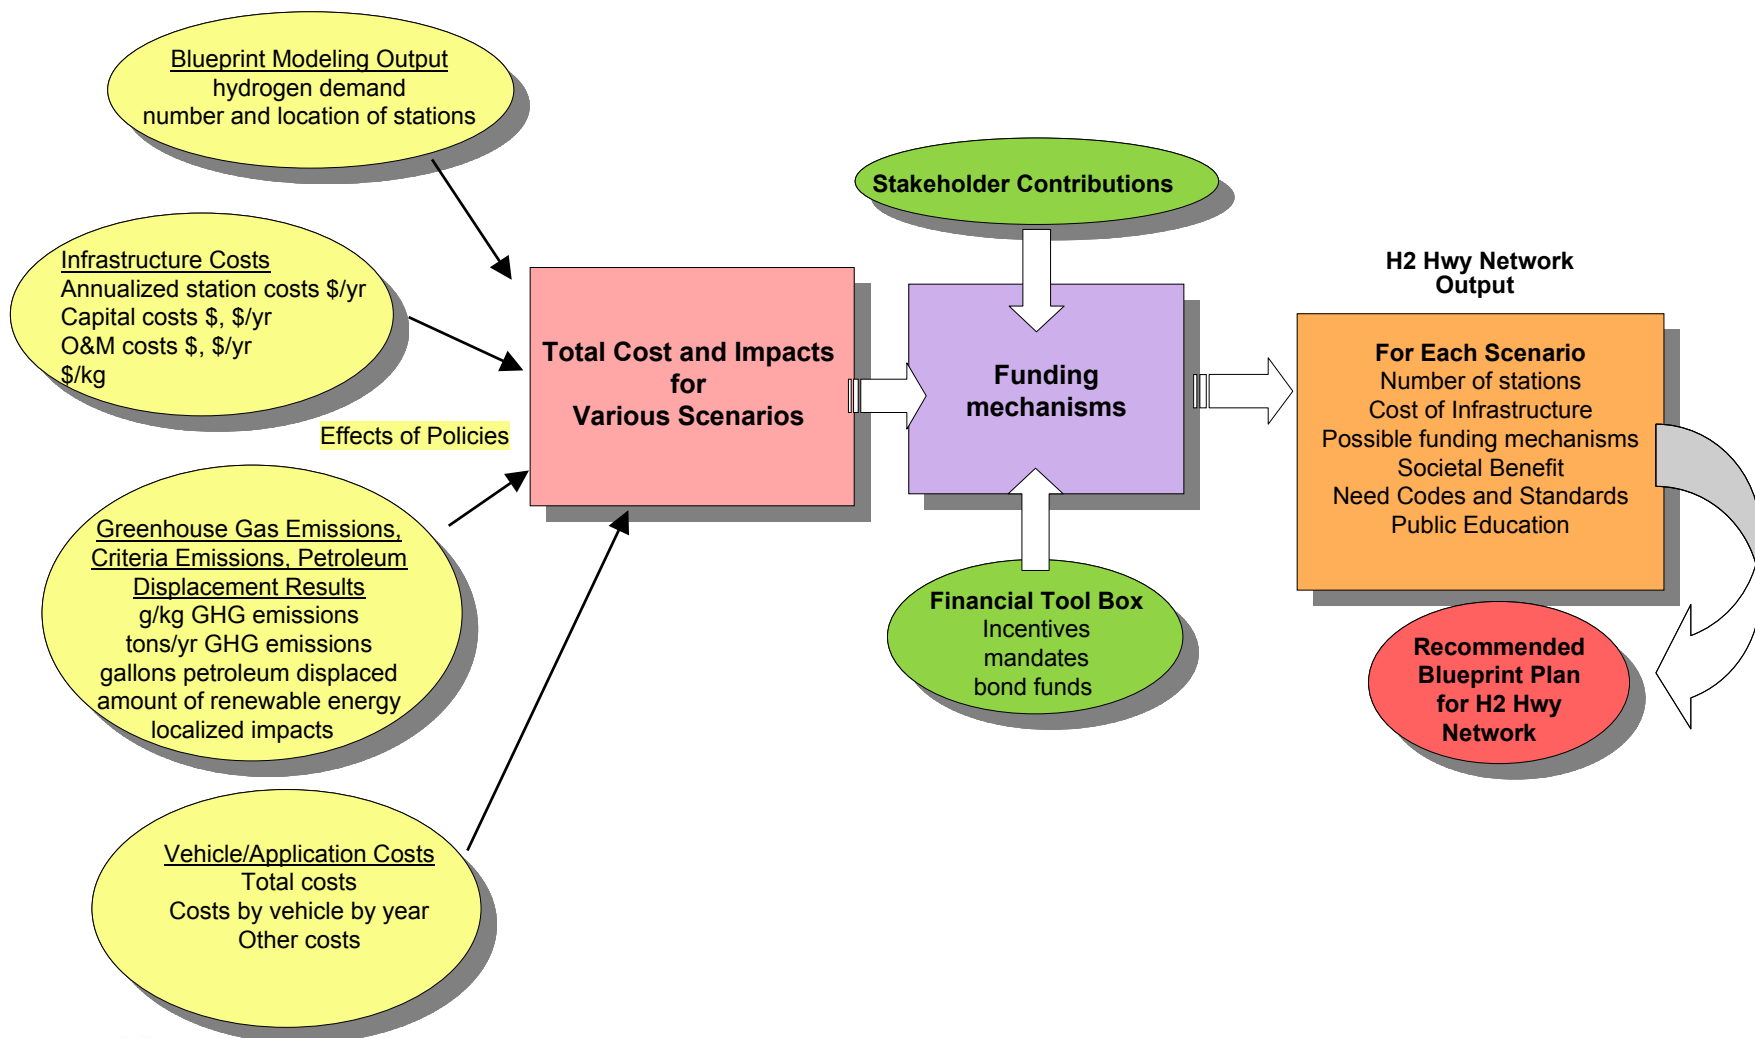 Blueprint Modeling Output
hydrogen demand
number and location of stations
Infrastructure Costs
Annualized station costs $/yr
Capital costs $, $/yr
O&M costs $, $/yr
$/kg
Effects of Policies
Greenhouse Gas Emissions,
Criteria Emissions, Petroleum
Displacement Results
g/kg GHG emissions
tons/yr GHG emissions
gallons petroleum displaced
amount of renewable energy
localized impacts
Vehicle/Application Costs
Total costs
Costs by vehicle by year
Other costs
Total Cost and Impacts
for
Various Scenarios
Stakeholder Contributions
Funding
mechanisms
Financial Tool Box
Incentives
mandates
bond funds
H2 Hwy Network
Output
For Each Scenario
Number of stations
Cost of Infrastructure
Possible funding mechanisms
Societal Benefit
Need Codes and Standards
Public Education
Recommended
Blueprint Plan
for H2 Hwy
Network